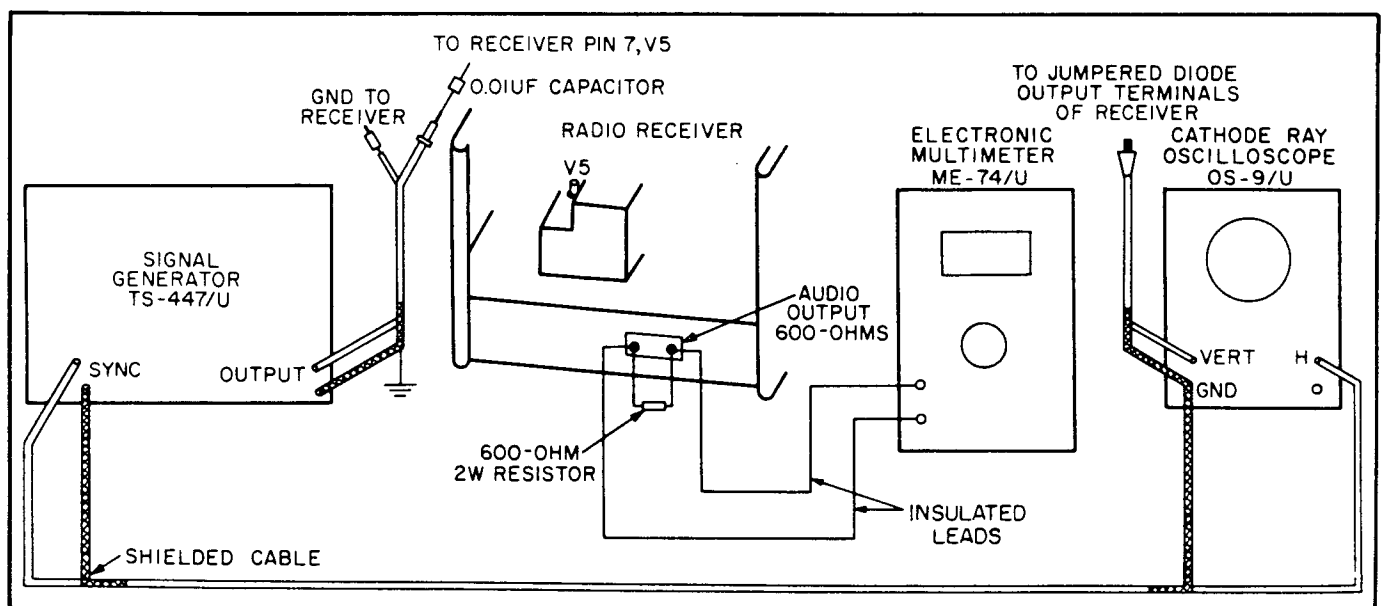 TO RECEIVER PIN 7, V5
0.01UF CAPACITOR
GND TO
RECEIVER
RADIO RECEIVER
V5
TO JUMPERED DIODE
OUTPUT TERMINALS
OF RECEIVER
ELECTRONIC
MULTIMETER
ME-74/U
CATHODE RAY
OSCILLOSCOPE
OS-9/U
SIGNAL
GENERATOR
TS-447/U
SYNC
OUTPUT
AUDIO
OUTPUT
600-OHMS
VERT
H
GND
600-OHM
2W RESISTOR
INSULATED
LEADS
SHIELDED CABLE